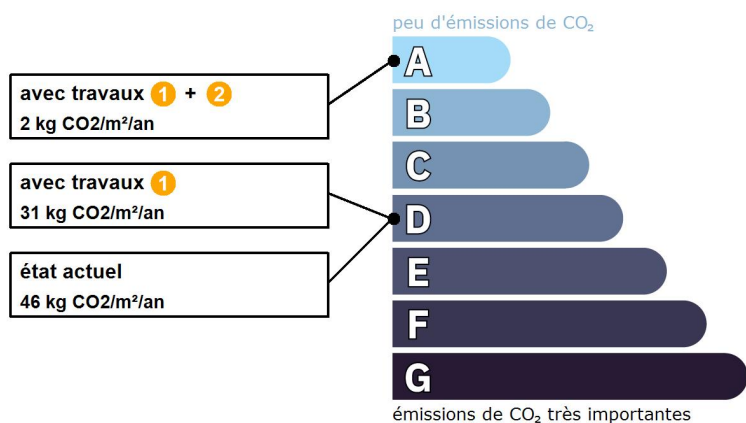 peu d'émissions de CO₂
A
avec travaux 1 + 2
2 kg CO2/m²/an
B
C
avec travaux 1
31 kg CO2/m²/an
D
état actuel
46 kg CO2/m²/an
E
F
G
émissions de CO₂ très importantes